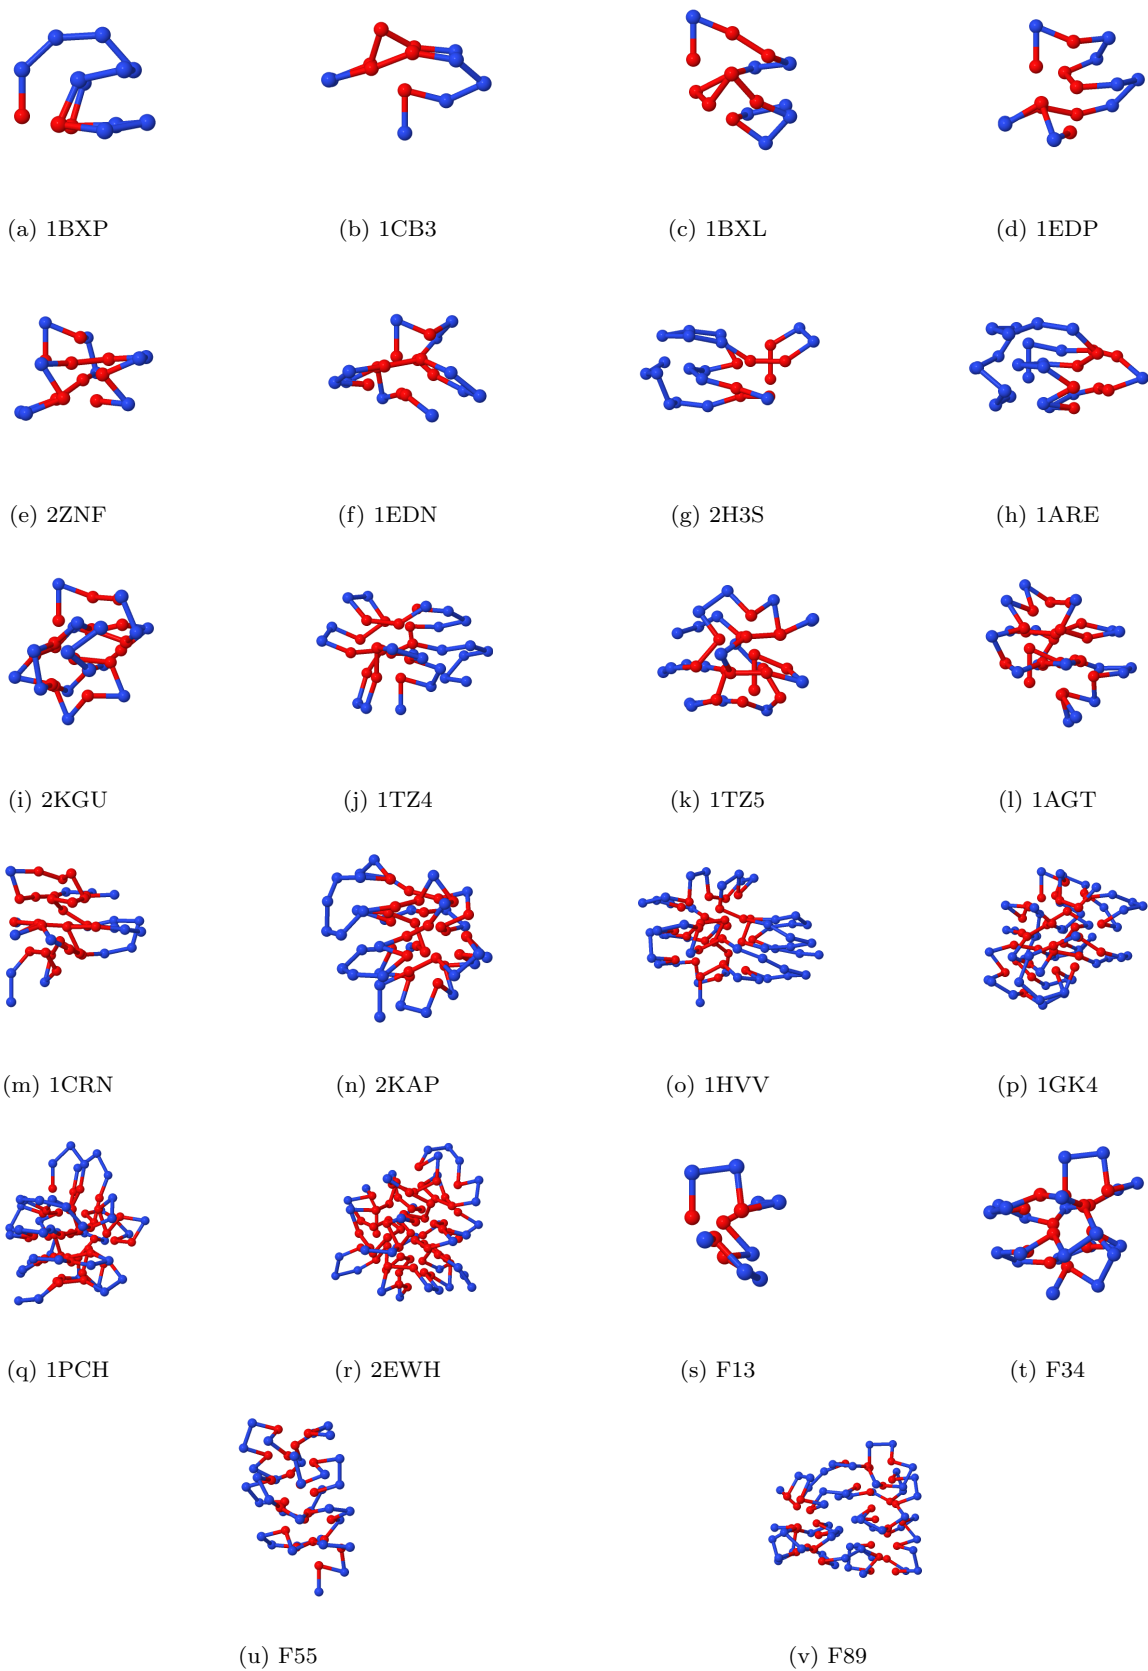 (a) 1BXP (b) 1CB3 (c) 1BXL (d) 1EDP
(e) 2ZNF (f) 1EDN (g) 2H3S (h) 1ARE
(i) 2KGU (j) 1TZ4 (k) 1TZ5 (l) 1AGT
(m) 1CRN (n) 2KAP (o) 1HVV (p) 1GK4
(q) 1PCH (r) 2EWH (s) F13 (t) F34
(u) F55 (v) F89